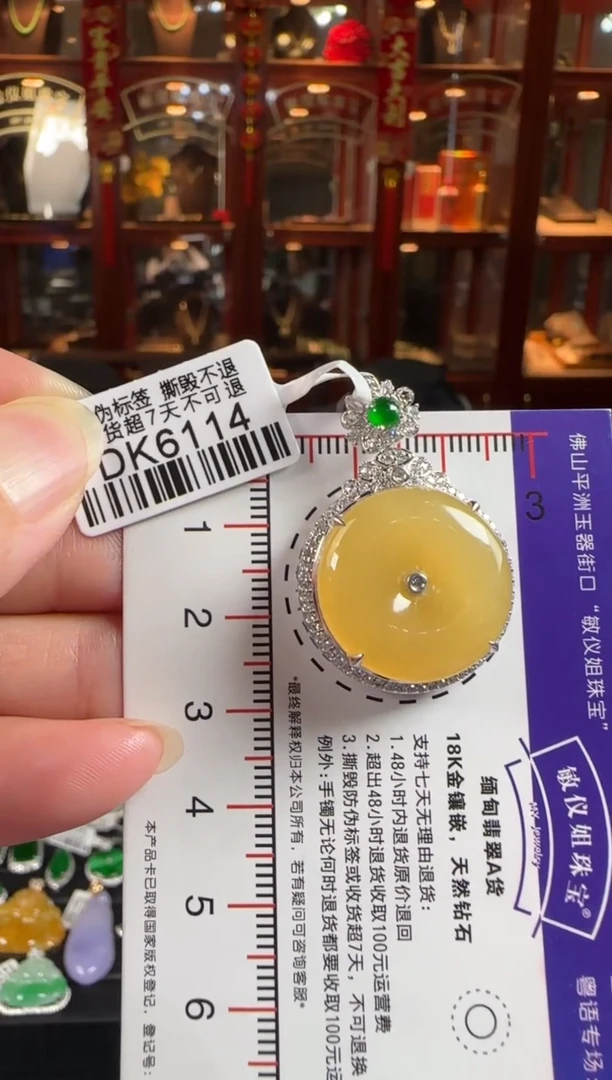 伪标签 撕毁不退
货超7天不可退
DK6114
1
2
3
4
5
6
3
佛山平洲玉器街口“敏仪姐珠宝”
敏仪姐珠宝®
MY·jewelry
粤语专场
缅甸翡翠A货
18K金镶嵌，天然钻石
支持七天无理由退货：
1.48小时内退货原价退回
2.超出48小时退货收取100元运营费
3.撕毁防伪标签或收货超7天，不可退换
例外:手镯无论何时退货都要收取100元运
*最终解释权归本公司所有，若有疑问可咨询客服*
本产品卡已取得国家版权登记，登记号: